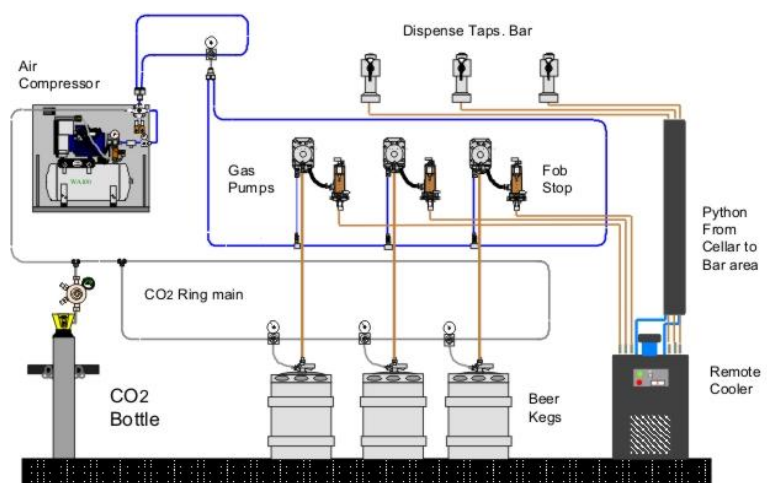 Dispense Taps. Bar
Air
Compressor
Gas
Pumps
Fob
Stop
Python
From
Cellar to
Bar area
CO2 Ring main
CO2
Bottle
Beer
Kegs
Remote
Cooler